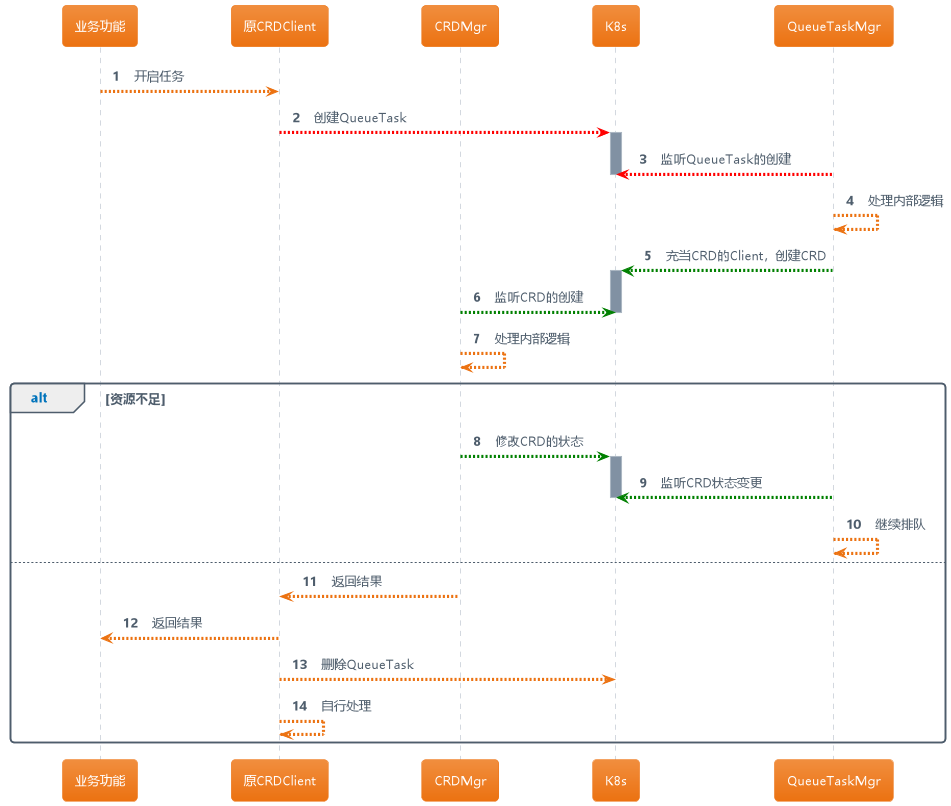 业务功能
原CRDClient
CRDMgr
K8s
QueueTaskMgr
1 开启任务
2 创建QueueTask
3 监听QueueTask的创建
4 处理内部逻辑
5 充当CRD的Client，创建CRD
6 监听CRD的创建
7 处理内部逻辑
alt [资源不足]
8 修改CRD的状态
9 监听CRD状态变更
10 继续排队
11 返回结果
12 返回结果
13 删除QueueTask
14 自行处理
业务功能
原CRDClient
CRDMgr
K8s
QueueTaskMgr